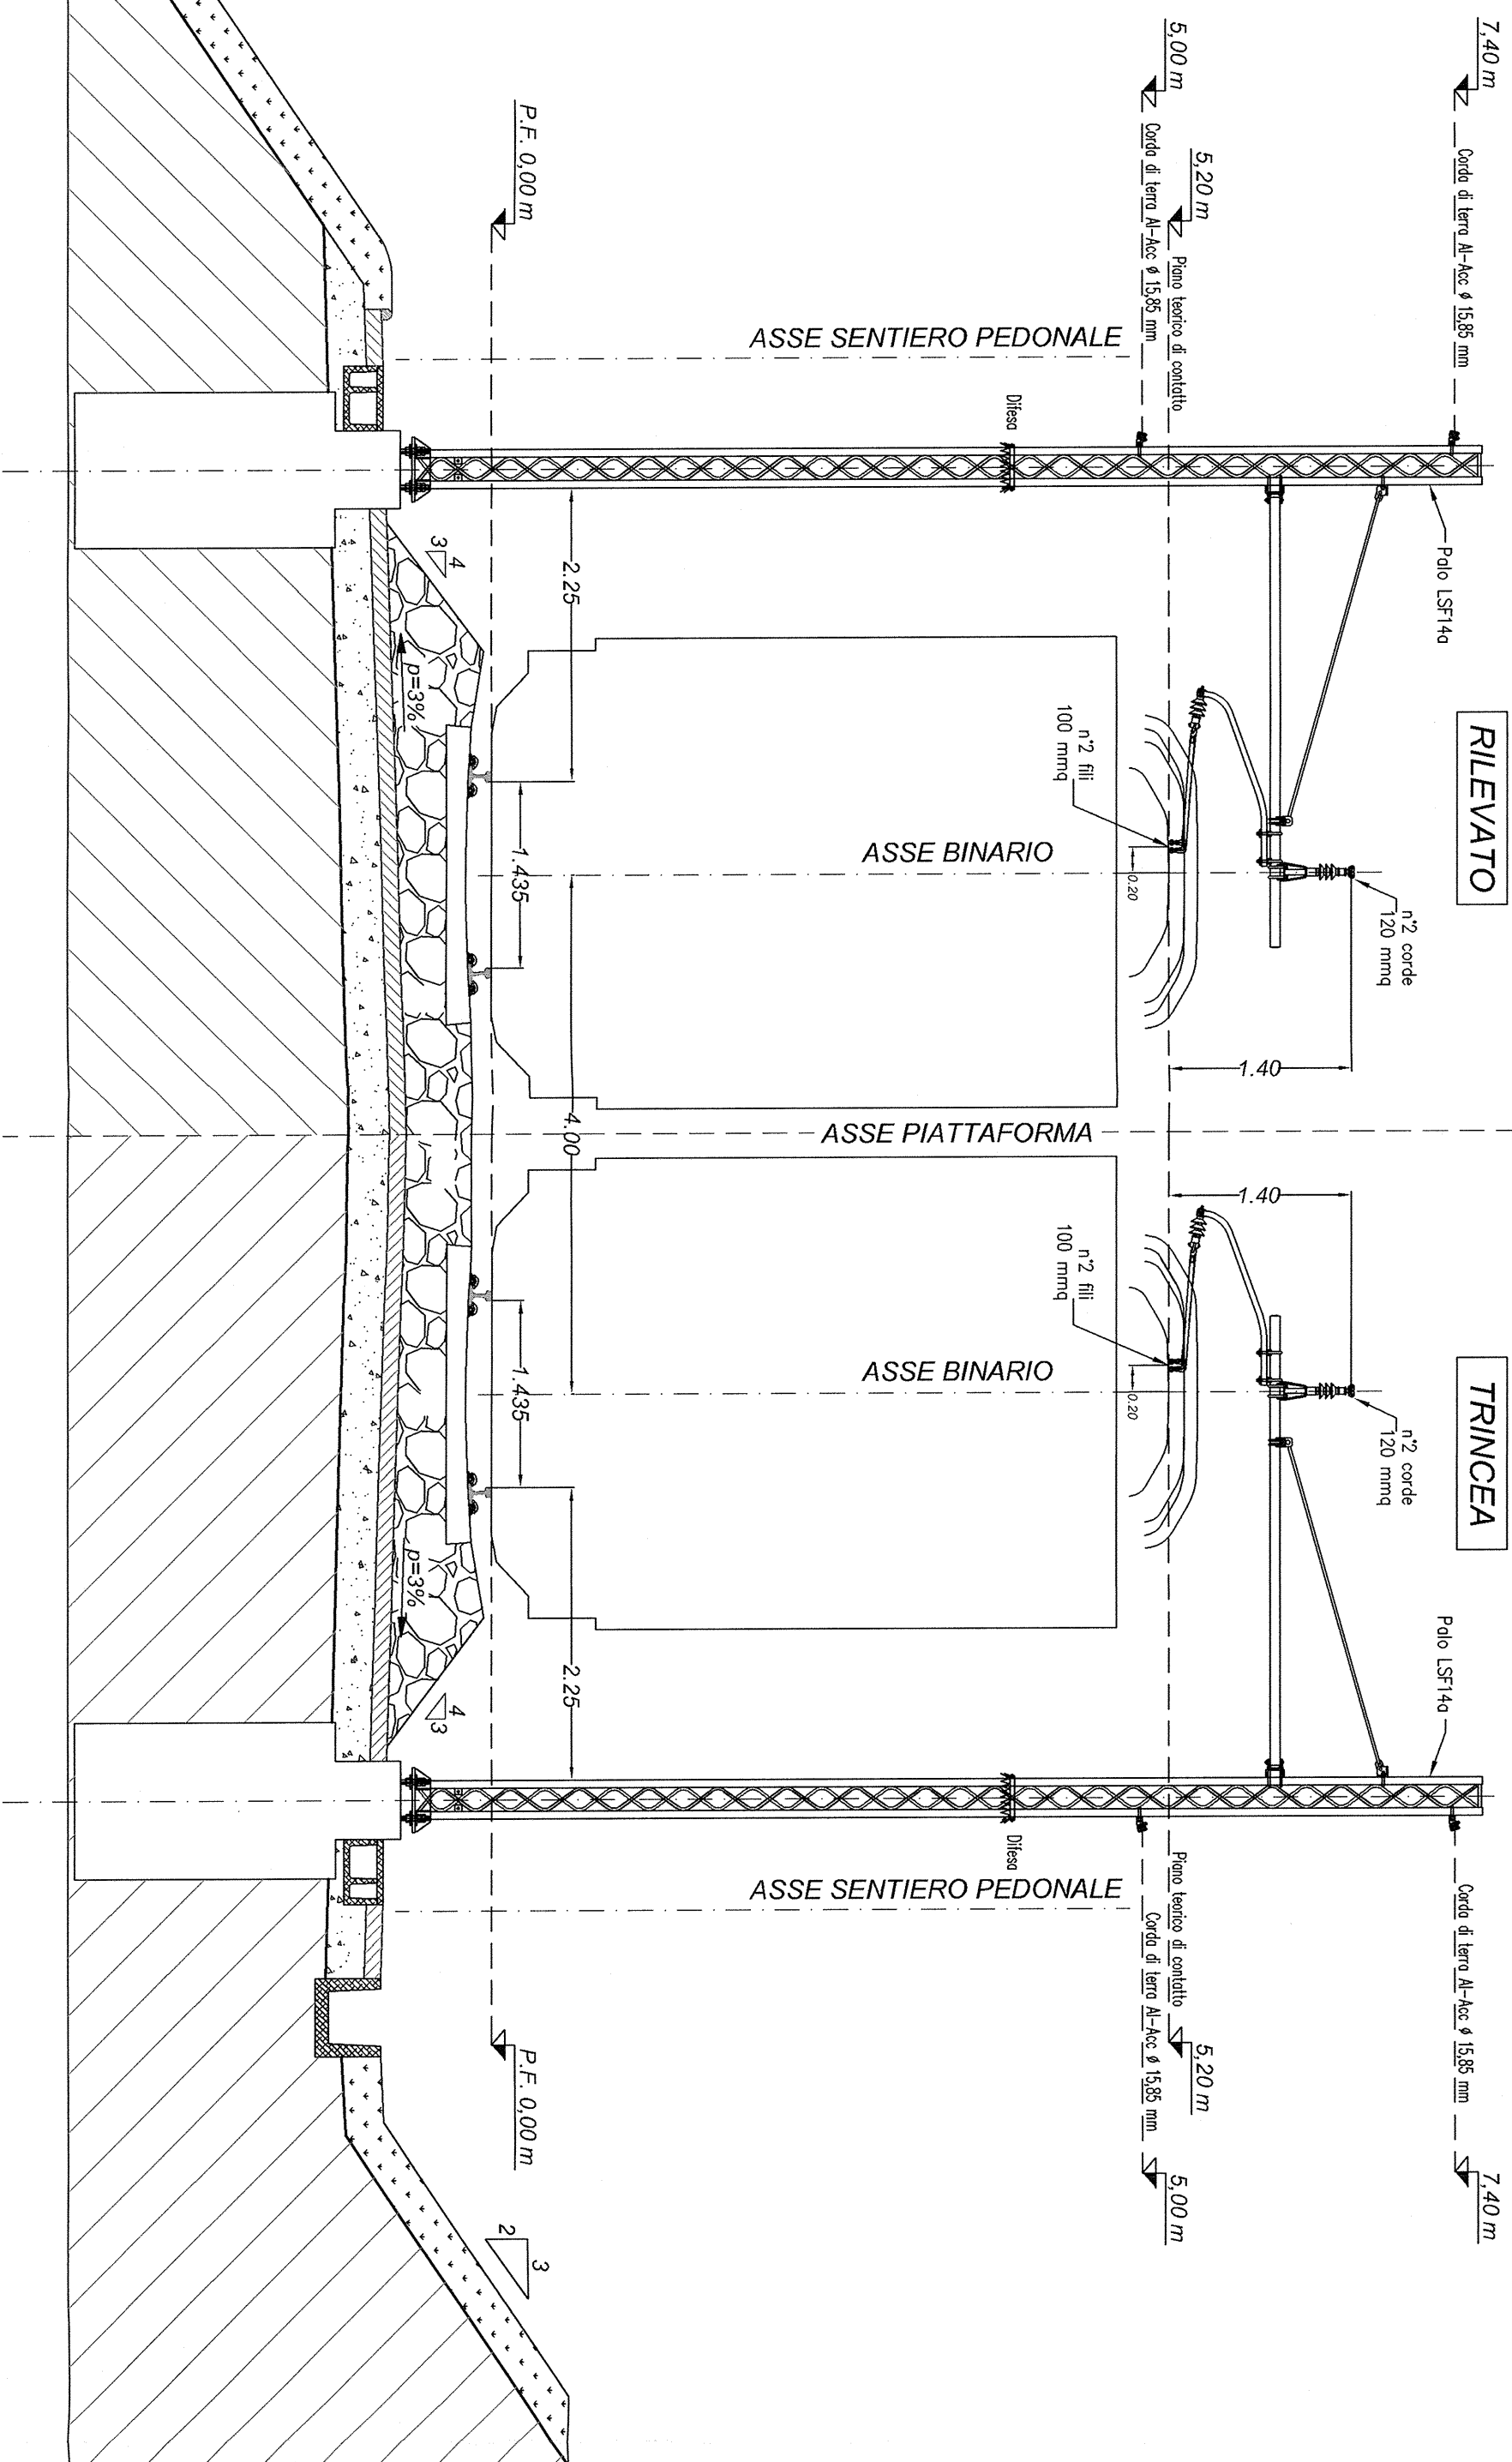 RILEVATO
TRINCEA
7,40 m
Corda di terra Al-Acc ø 15,85 mm
Palo LSF14a
n°2 corde
120 mmq
n°2 corde
120 mmq
Palo LSF14a
Corda di terra Al-Acc ø 15,85 mm
7,40 m
1.40
1.40
5,20 m
Piano teorico di contatto
Piano teorico di contatto
5,20 m
5,00 m
Corda di terra Al-Acc ø 15,85 mm
0.20
0.20
Corda di terra Al-Acc ø 15,85 mm
5,00 m
n°2 fili
100 mmq
n°2 fili
100 mmq
Difesa
Difesa
ASSE SENTIERO PEDONALE
ASSE BINARIO
ASSE PIATTAFORMA
ASSE BINARIO
ASSE SENTIERO PEDONALE
2.25
4.00
2.25
P.F. 0,00 m
1.435
1.435
P.F. 0,00 m
4
3
4
3
3
2
p=3%
p=3%